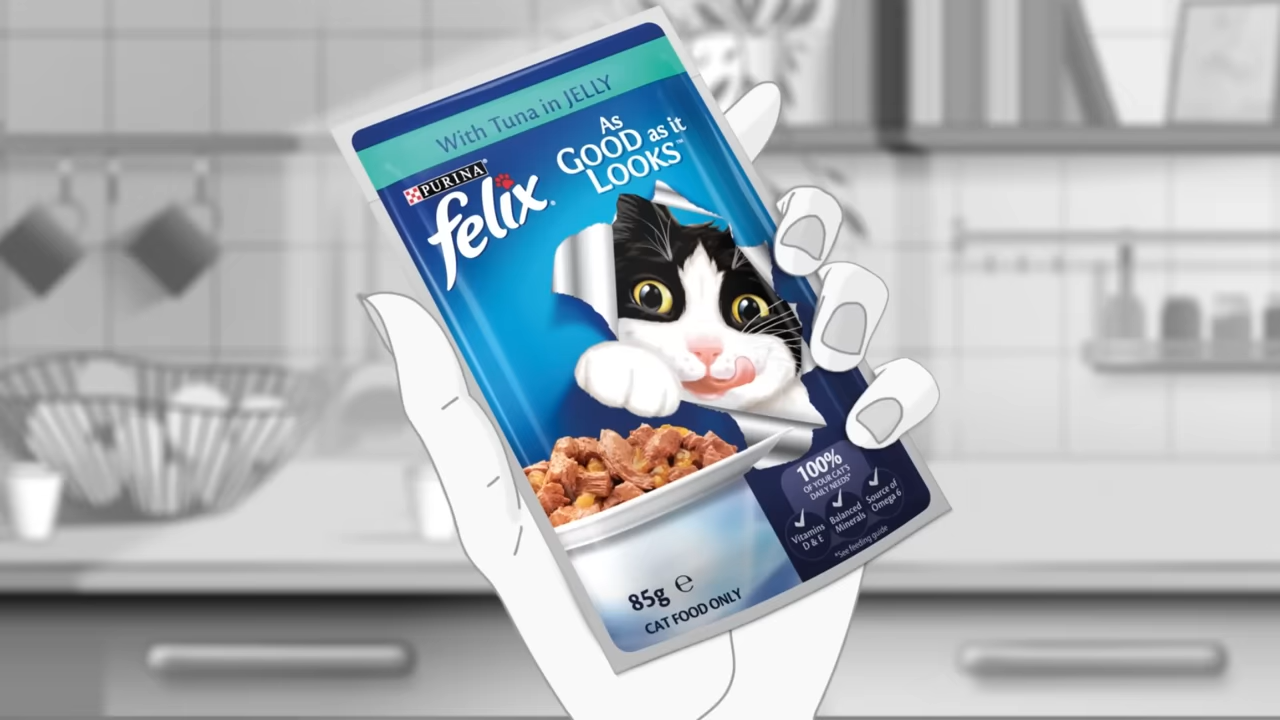 With Tuna in JELLY
As
GOOD as it
LOOKS™
PURINA®
felix®
100%
OF YOUR CAT'S
DAILY NEEDS*
Vitamins
D & E
Balanced
Minerals
Source of
Omega 6
*See feeding guide
85g ℮
CAT FOOD ONLY